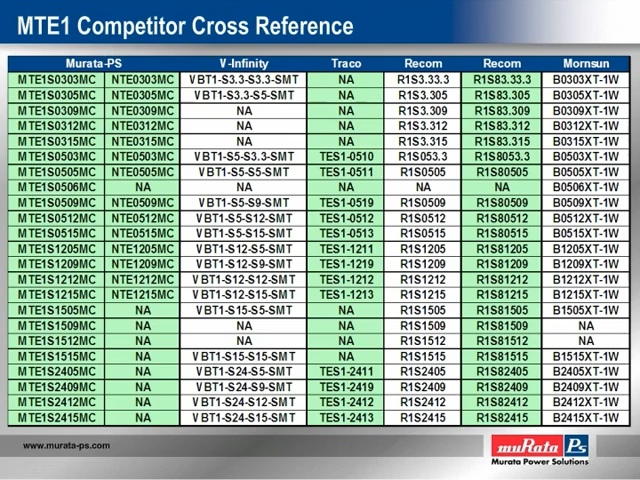 MTE1 Competitor Cross Reference
Murata-PS V-Infinity Traco Recom Recom Mornsun
MTE1S0303MC NTE0303MC VBT1-S3.3-S3.3-SMT NA R1S3.33.3 R1S83.33.3 B0303XT-1W
MTE1S0305MC NTE0305MC VBT1-S3.3-S5-SMT NA R1S3.305 R1S83.305 B0305XT-1W
MTE1S0309MC NTE0309MC NA NA R1S3.309 R1S83.309 B0309XT-1W
MTE1S0312MC NTE0312MC NA NA R1S3.312 R1S83.312 B0312XT-1W
MTE1S0315MC NTE0315MC NA NA R1S3.315 R1S83.315 B0315XT-1W
MTE1S0503MC NTE0503MC VBT1-S5-S3.3-SMT TES1-0510 R1S053.3 R1S8053.3 B0503XT-1W
MTE1S0505MC NTE0505MC VBT1-S5-S5-SMT TES1-0511 R1S0505 R1S80505 B0505XT-1W
MTE1S0506MC NA NA NA NA NA B0506XT-1W
MTE1S0509MC NTE0509MC VBT1-S5-S9-SMT TES1-0519 R1S0509 R1S80509 B0509XT-1W
MTE1S0512MC NTE0512MC VBT1-S5-S12-SMT TES1-0512 R1S0512 R1S80512 B0512XT-1W
MTE1S0515MC NTE0515MC VBT1-S5-S15-SMT TES1-0513 R1S0515 R1S80515 B0515XT-1W
MTE1S1205MC NTE1205MC VBT1-S12-S5-SMT TES1-1211 R1S1205 R1S81205 B1205XT-1W
MTE1S1209MC NTE1209MC VBT1-S12-S9-SMT TES1-1219 R1S1209 R1S81209 B1209XT-1W
MTE1S1212MC NTE1212MC VBT1-S12-S12-SMT TES1-1212 R1S1212 R1S81212 B1212XT-1W
MTE1S1215MC NTE1215MC VBT1-S12-S15-SMT TES1-1213 R1S1215 R1S81215 B1215XT-1W
MTE1S1505MC NA VBT1-S15-S5-SMT NA R1S1505 R1S81505 B1505XT-1W
MTE1S1509MC NA NA NA R1S1509 R1S81509 NA
MTE1S1512MC NA NA NA R1S1512 R1S81512 NA
MTE1S1515MC NA VBT1-S15-S15-SMT NA R1S1515 R1S81515 B1515XT-1W
MTE1S2405MC NA VBT1-S24-S5-SMT TES1-2411 R1S2405 R1S82405 B2405XT-1W
MTE1S2409MC NA VBT1-S24-S9-SMT TES1-2419 R1S2409 R1S82409 B2409XT-1W
MTE1S2412MC NA VBT1-S24-S12-SMT TES1-2412 R1S2412 R1S82412 B2412XT-1W
MTE1S2415MC NA VBT1-S24-S15-SMT TES1-2413 R1S2415 R1S82415 B2415XT-1W
www.murata-ps.com
muRata Ps
Murata Power Solutions